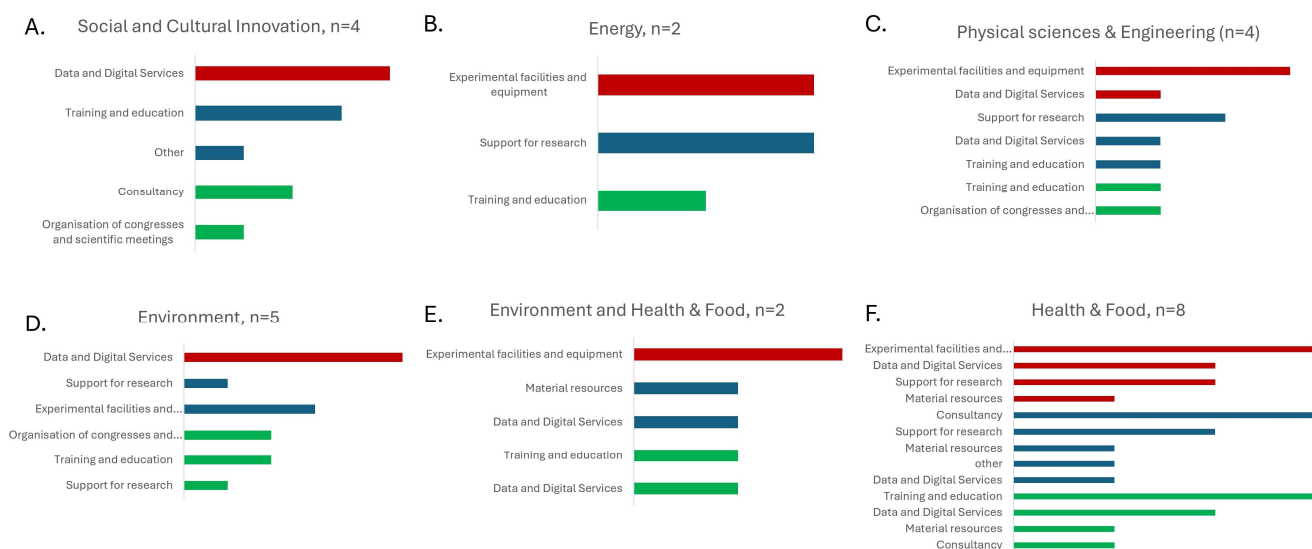 A.
Social and Cultural Innovation, n=4
Data and Digital Services
Training and education
Other
Consultancy
Organisation of congresses
and scientific meetings
B.
Energy, n=2
Experimental facilities and
equipment
Support for research
Training and education
C.
Physical sciences & Engineering (n=4)
Experimental facilities and equipment
Data and Digital Services
Support for research
Data and Digital Services
Training and education
Training and education
Organisation of congresses and...
D.
Environment, n=5
Data and Digital Services
Support for research
Experimental facilities and...
Organisation of congresses and...
Training and education
Support for research
E.
Environment and Health & Food, n=2
Experimental facilities and equipment
Material resources
Data and Digital Services
Training and education
Data and Digital Services
F.
Health & Food, n=8
Experimental facilities and...
Data and Digital Services
Support for research
Material resources
Consultancy
Support for research
Material resources
other
Data and Digital Services
Training and education
Data and Digital Services
Material resources
Consultancy